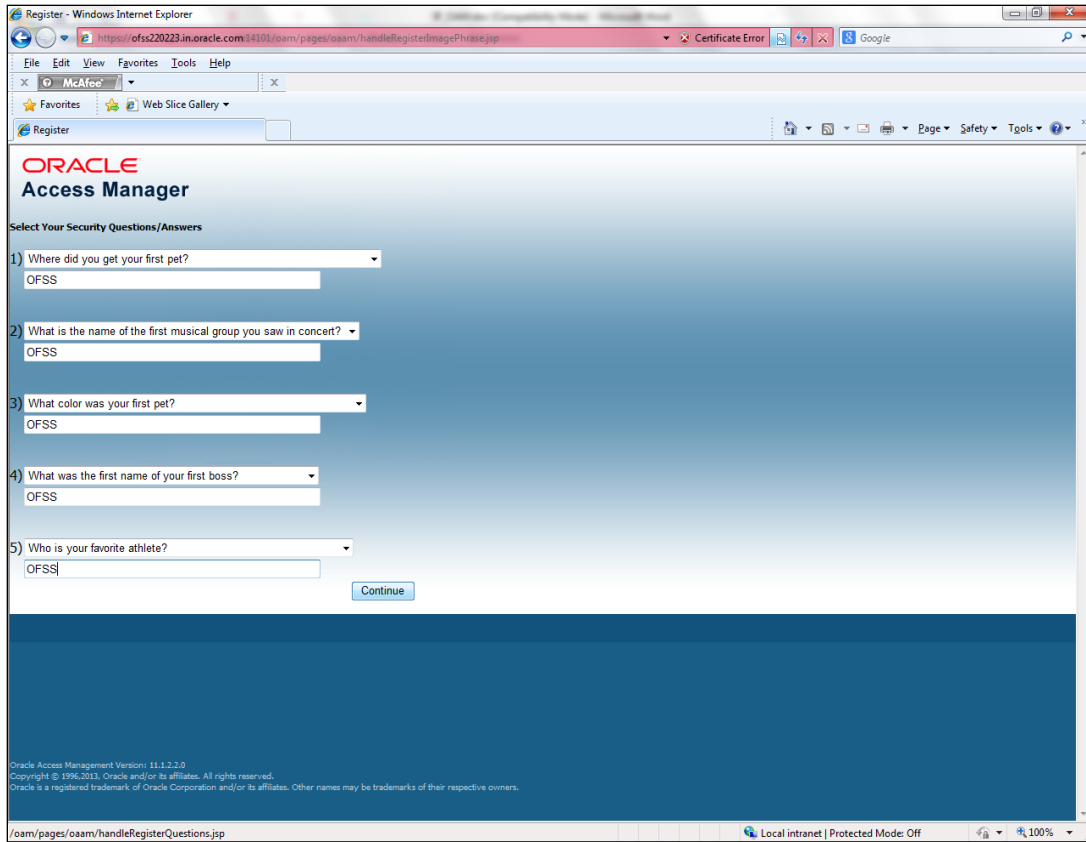 Register - Windows Internet Explorer
https://ofss220223.in.oracle.com:14101/oam/pages/oaam/handleRegisterImagePhrase.jsp
Certificate Error
Google
File Edit View Favorites Tools Help
X McAfee X
Favorites Web Slice Gallery
Register
Page Safety Tools
ORACLE
Access Manager
Select Your Security Questions/Answers
1) Where did you get your first pet?
OFSS
2) What is the name of the first musical group you saw in concert?
OFSS
3) What color was your first pet?
OFSS
4) What was the first name of your first boss?
OFSS
5) Who is your favorite athlete?
OFSS
Continue
Oracle Access Management Version: 11.1.2.2.0
Copyright © 1996,2013, Oracle and/or its affiliates. All rights reserved.
Oracle is a registered trademark of Oracle Corporation and/or its affiliates. Other names may be trademarks of their respective owners.
/oam/pages/oaam/handleRegisterQuestions.jsp
Local intranet | Protected Mode: Off
100%